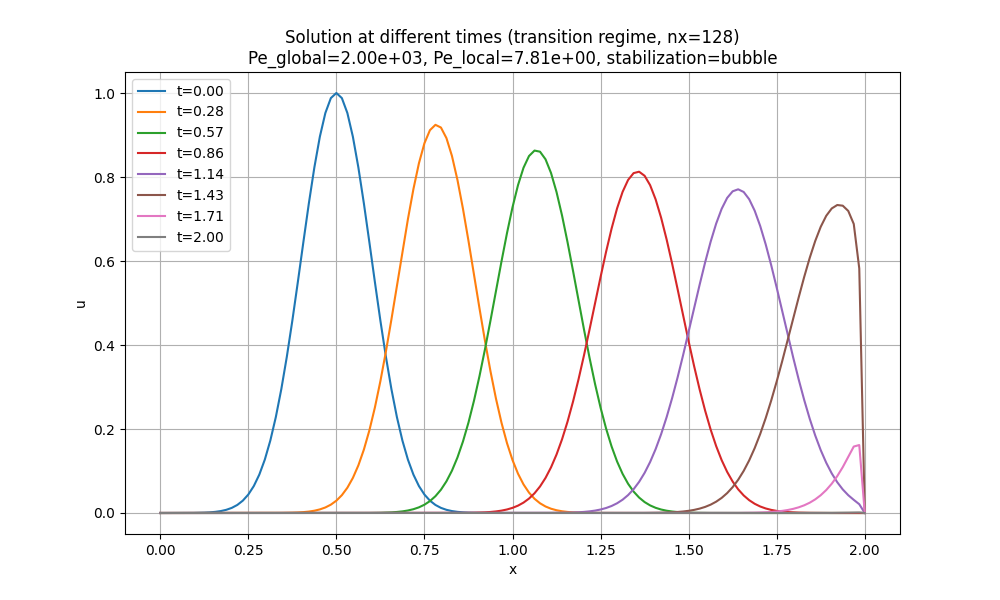 Solution at different times (transition regime, nx=128)
Pe_global=2.00e+03, Pe_local=7.81e+00, stabilization=bubble
t=0.00
t=0.28
t=0.57
t=0.86
t=1.14
t=1.43
t=1.71
t=2.00
u
1.0
0.8
0.6
0.4
0.2
0.0
0.00 0.25 0.50 0.75 1.00 1.25 1.50 1.75 2.00
x